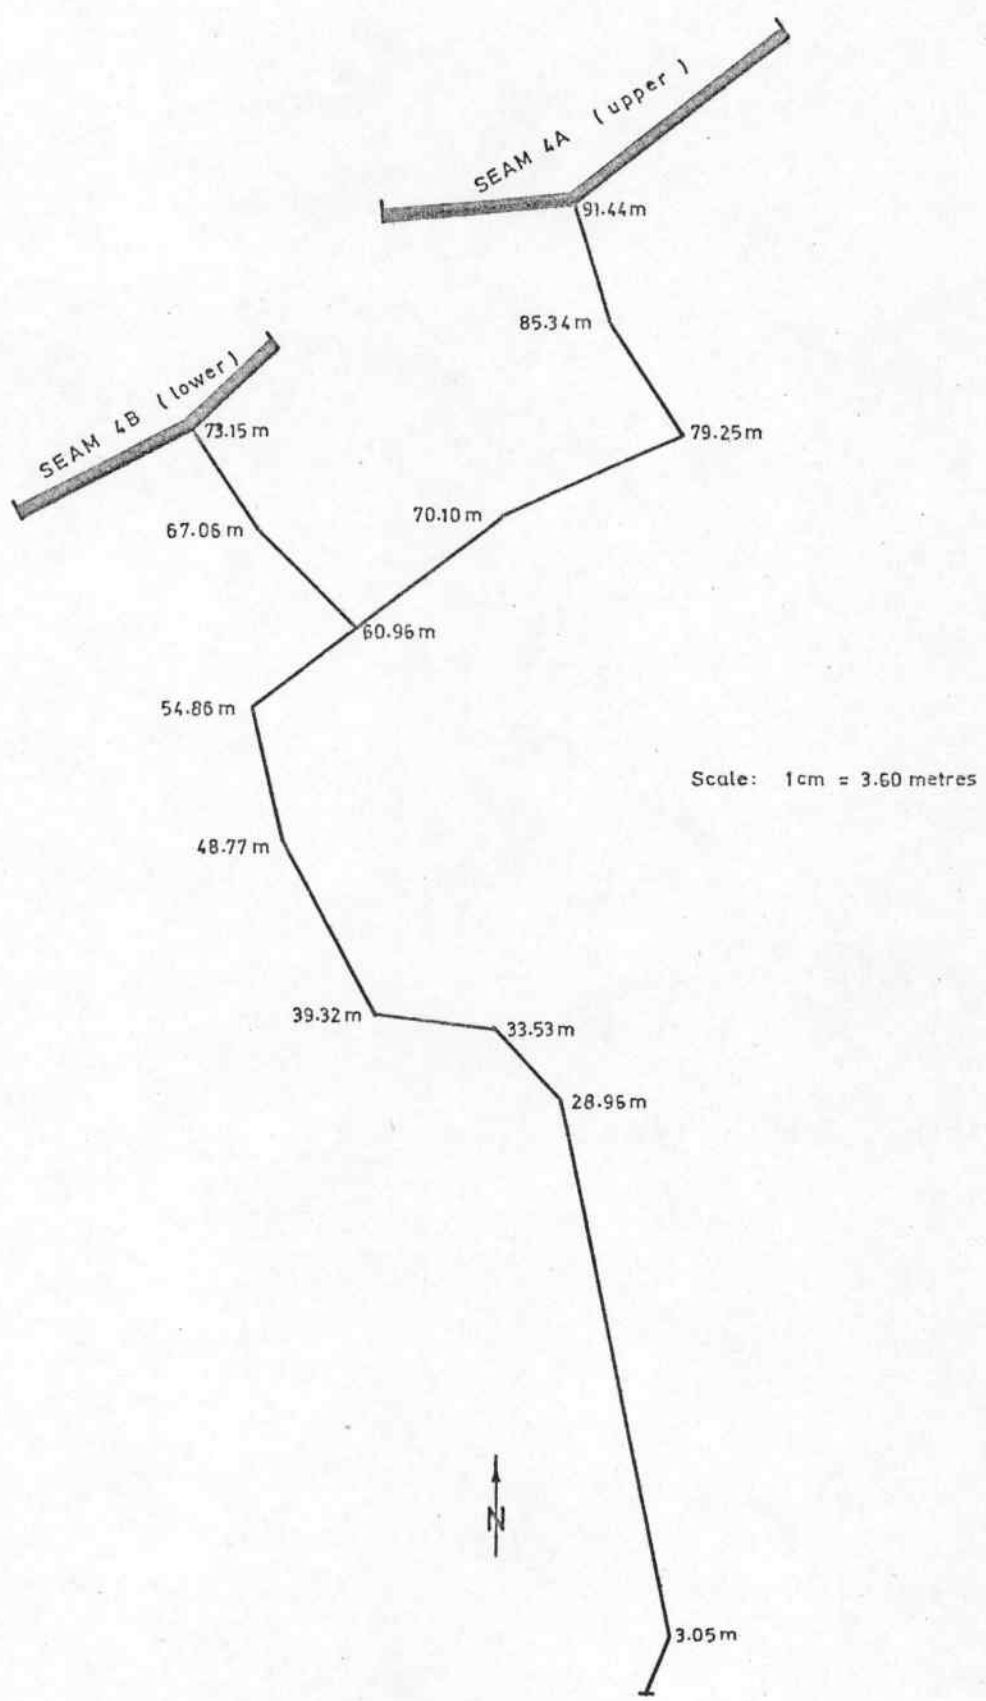 SEAM 4A (upper)
91.44m
85.34m
SEAM 4B (lower)
73.15m
79.25m
70.10m
67.06m
60.96m
54.86m
Scale: 1cm = 3.60 metres
48.77m
39.32m
33.53m
28.96m
N
3.05m